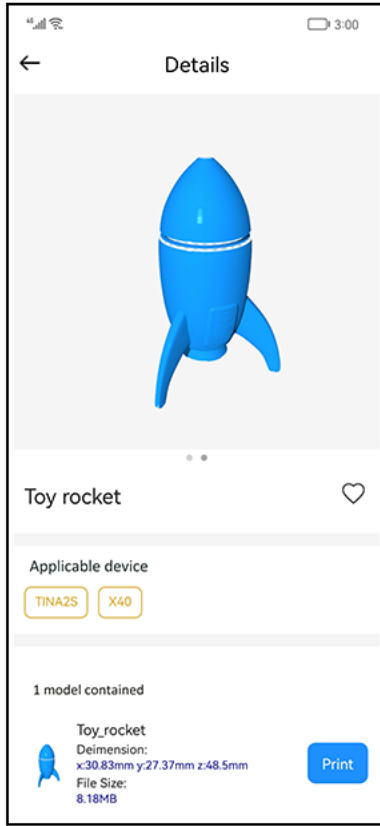 4G 3:00
Details
Toy rocket
Applicable device
TINA2S X40
1 model contained
Toy_rocket
Deimension:
x:30.83mm y:27.37mm z:48.5mm
Print
File Size:
8.18MB